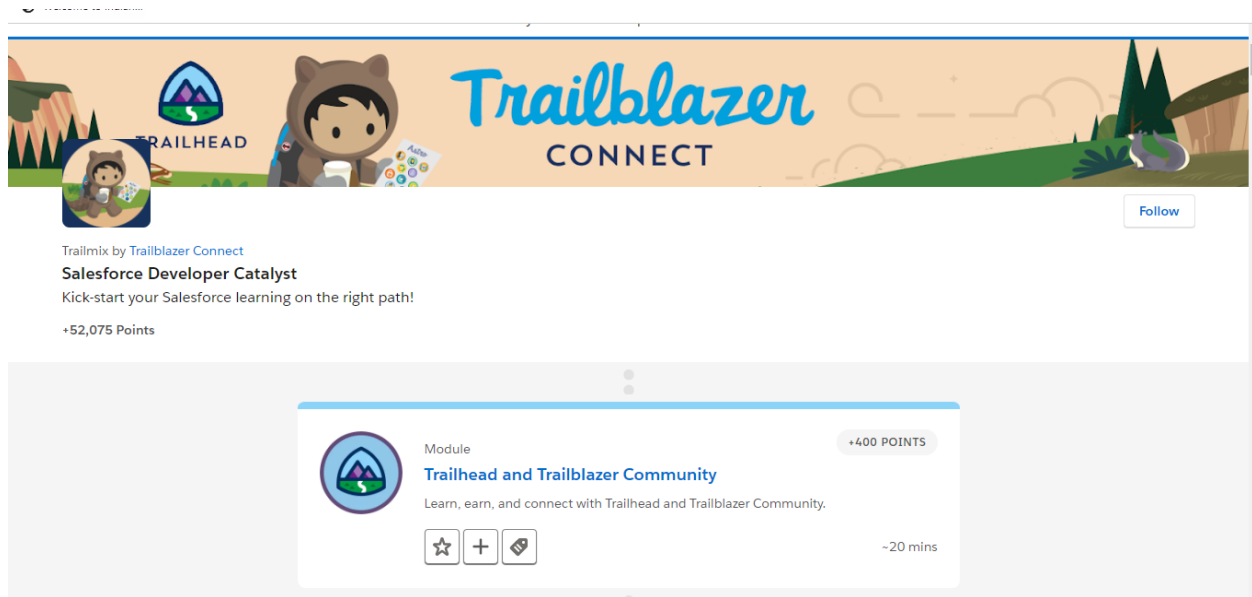 TRAILHEAD
Astro
Trailblazer
CONNECT
Follow
Trailmix by Trailblazer Connect
Salesforce Developer Catalyst
Kick-start your Salesforce learning on the right path!
+52,075 Points
Module
+400 POINTS
Trailhead and Trailblazer Community
Learn, earn, and connect with Trailhead and Trailblazer Community.
~20 mins